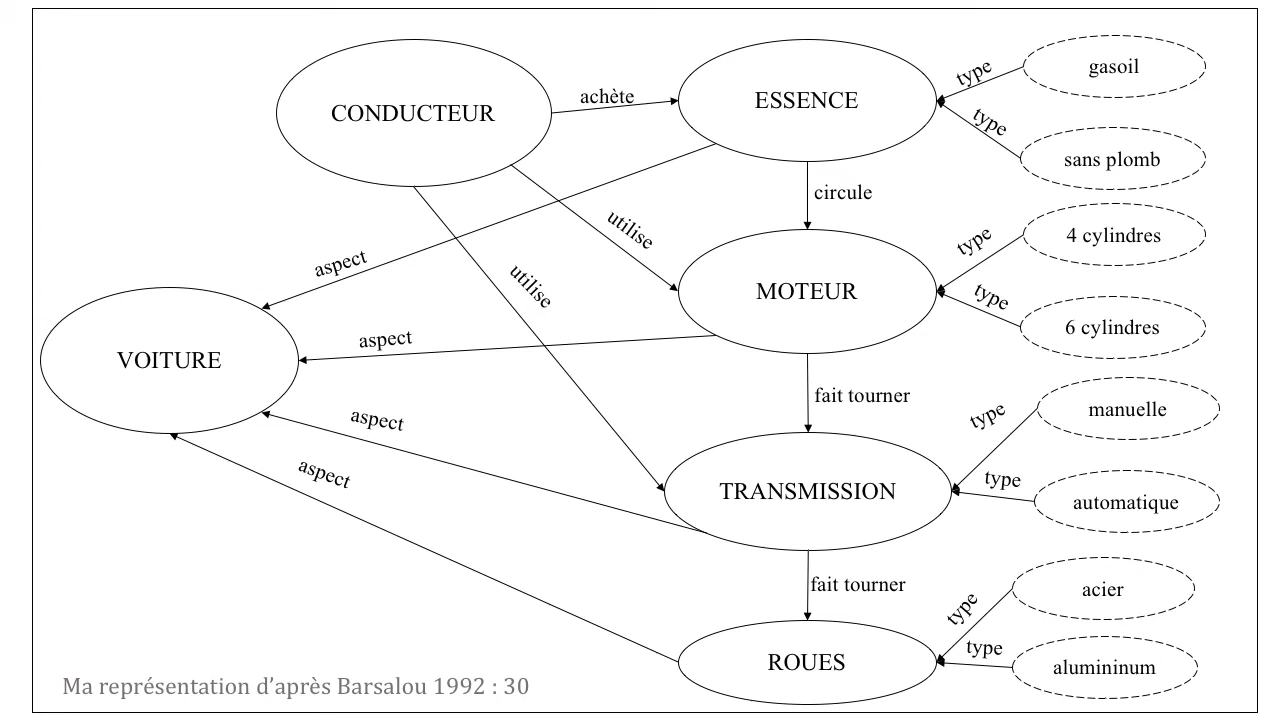 CONDUCTEUR
achète
ESSENCE
type
gasoil
type
sans plomb
circule
utilise
aspect
utilise
MOTEUR
type
4 cylindres
type
6 cylindres
VOITURE
aspect
fait tourner
aspect
type
manuelle
TRANSMISSION
type
automatique
aspect
fait tourner
type
acier
ROUES
type
alumininum
Ma représentation d’après Barsalou 1992 : 30